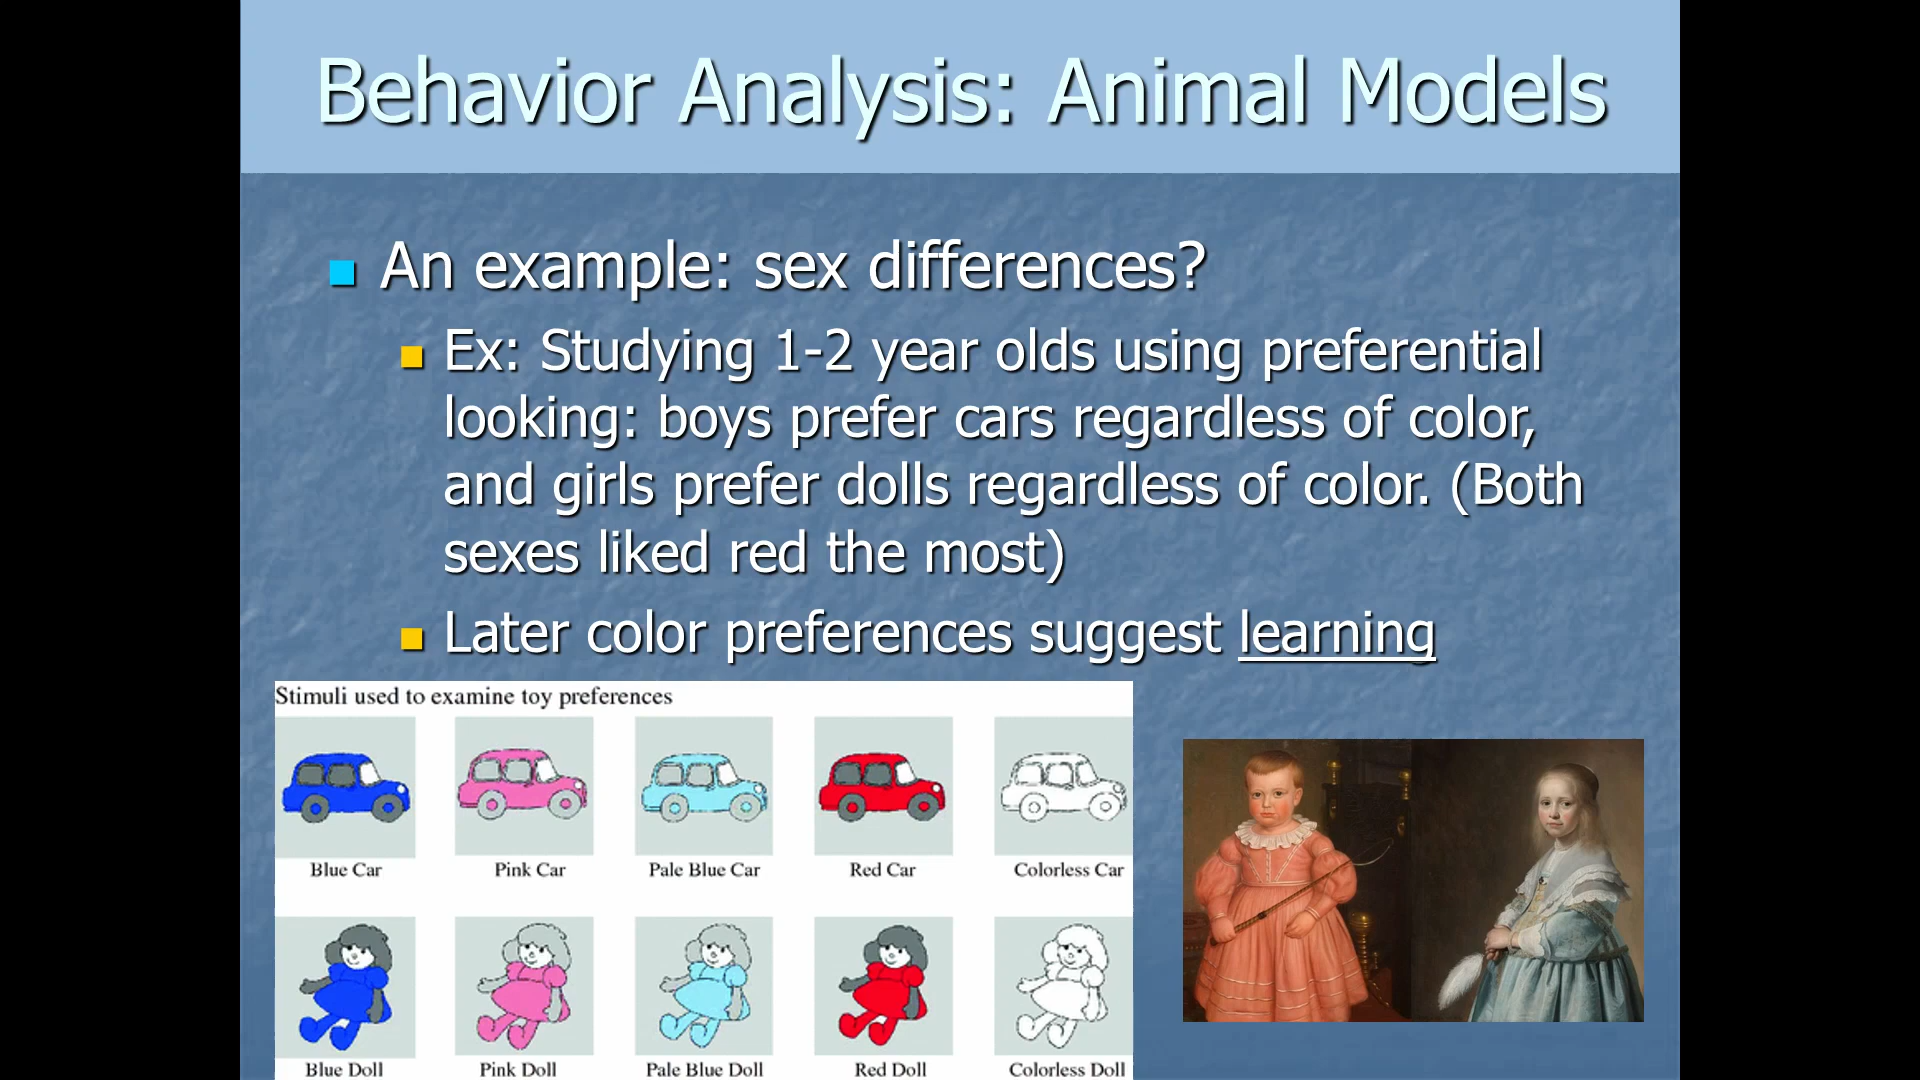 Behavior Analysis: Animal Models
An example: sex differences?
Ex: Studying 1-2 year olds using preferential
looking: boys prefer cars regardless of color,
and girls prefer dolls regardless of color. (Both
sexes liked red the most)
Later color preferences suggest learning
Stimuli used to examine toy preferences
Blue Car Pink Car Pale Blue Car Red Car Colorless Car
Blue Doll Pink Doll Pale Blue Doll Red Doll Colorless Doll